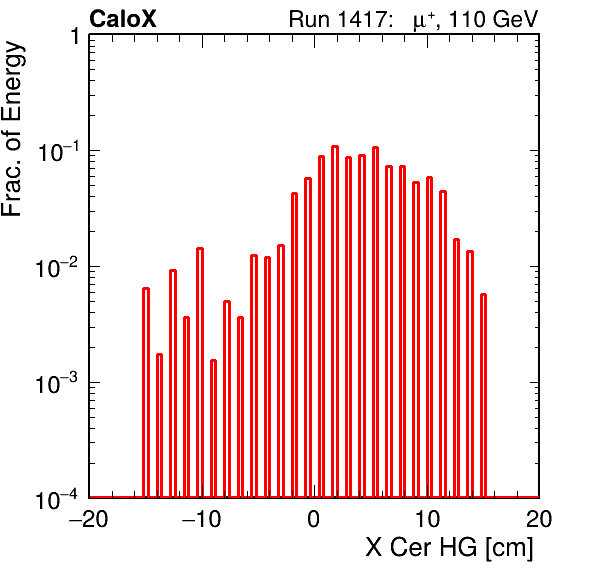 CaloX
Run 1417: μ⁺, 110 GeV
Frac. of Energy
1
10⁻¹
10⁻²
10⁻³
10⁻⁴
−20
−10
0
10
20
X Cer HG [cm]